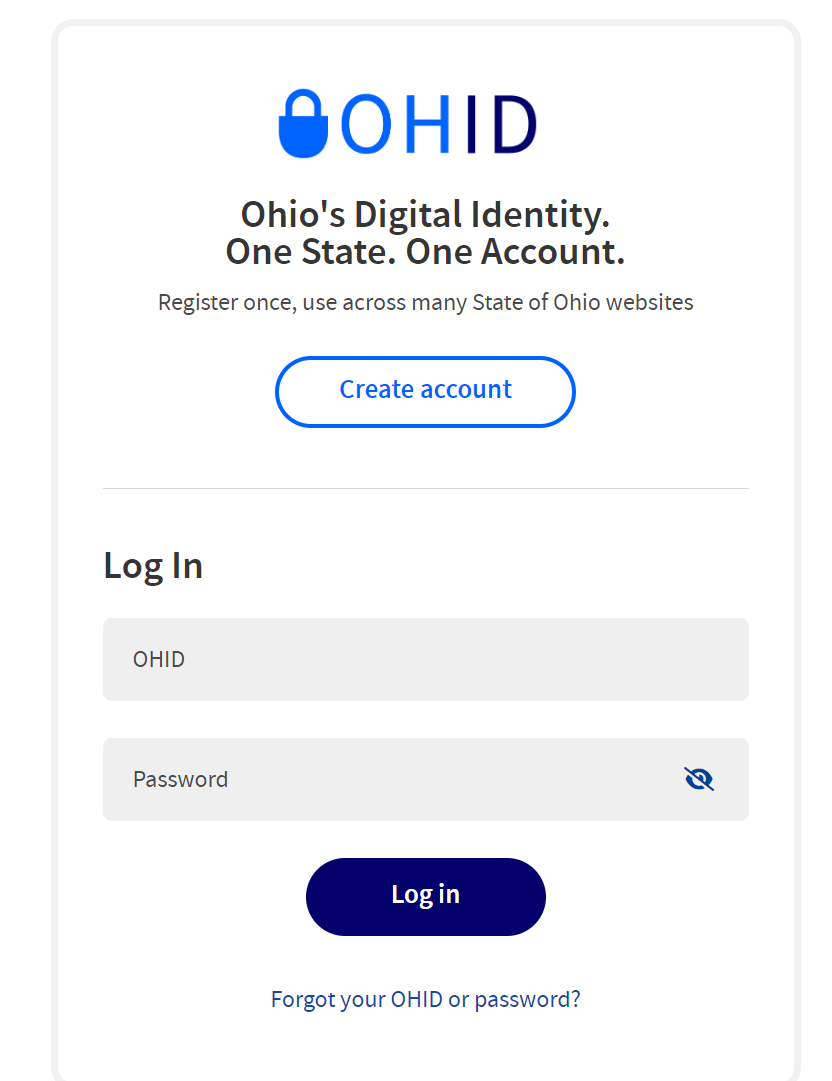 OHID
Ohio's Digital Identity.
One State. One Account.
Register once, use across many State of Ohio websites
Create account
Log In
OHID
Password
Log in
Forgot your OHID or password?